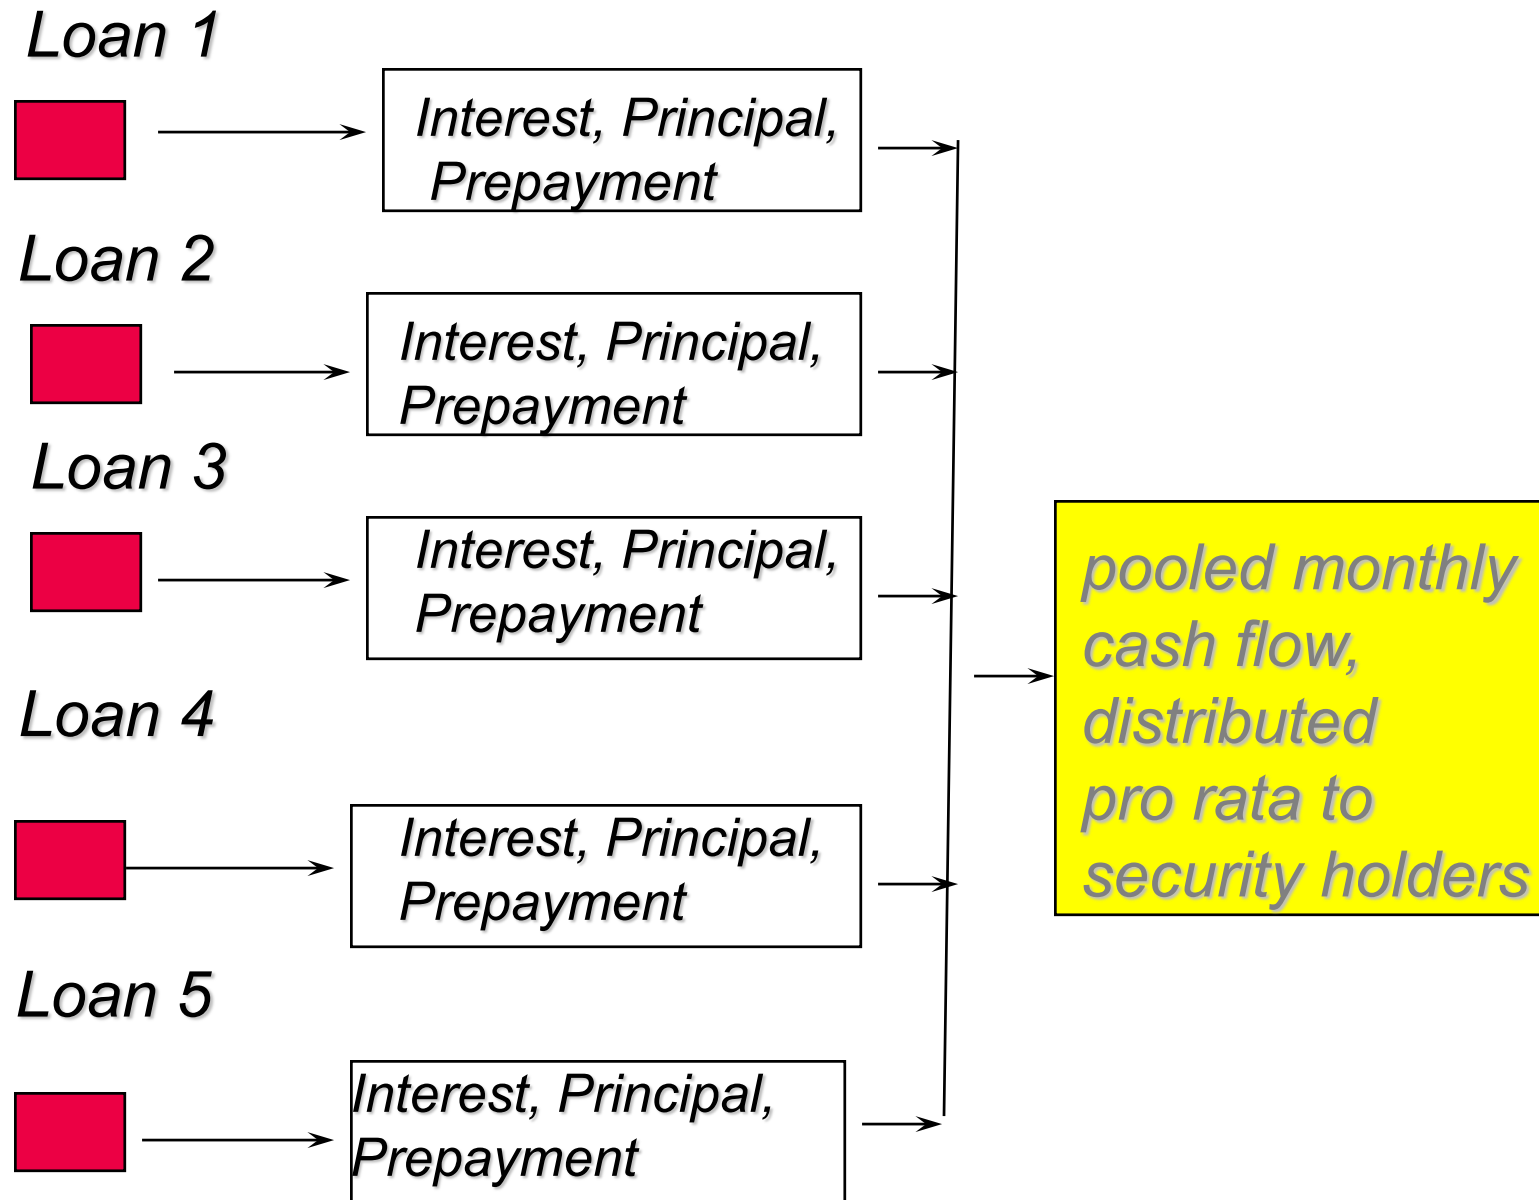 Loan 1
Interest, Principal,
Prepayment
Loan 2
Interest, Principal,
Prepayment
Loan 3
Interest, Principal,
Prepayment
Loan 4
Interest, Principal,
Prepayment
Loan 5
Interest, Principal,
Prepayment
pooled monthly
cash flow,
distributed
pro rata to
security holders